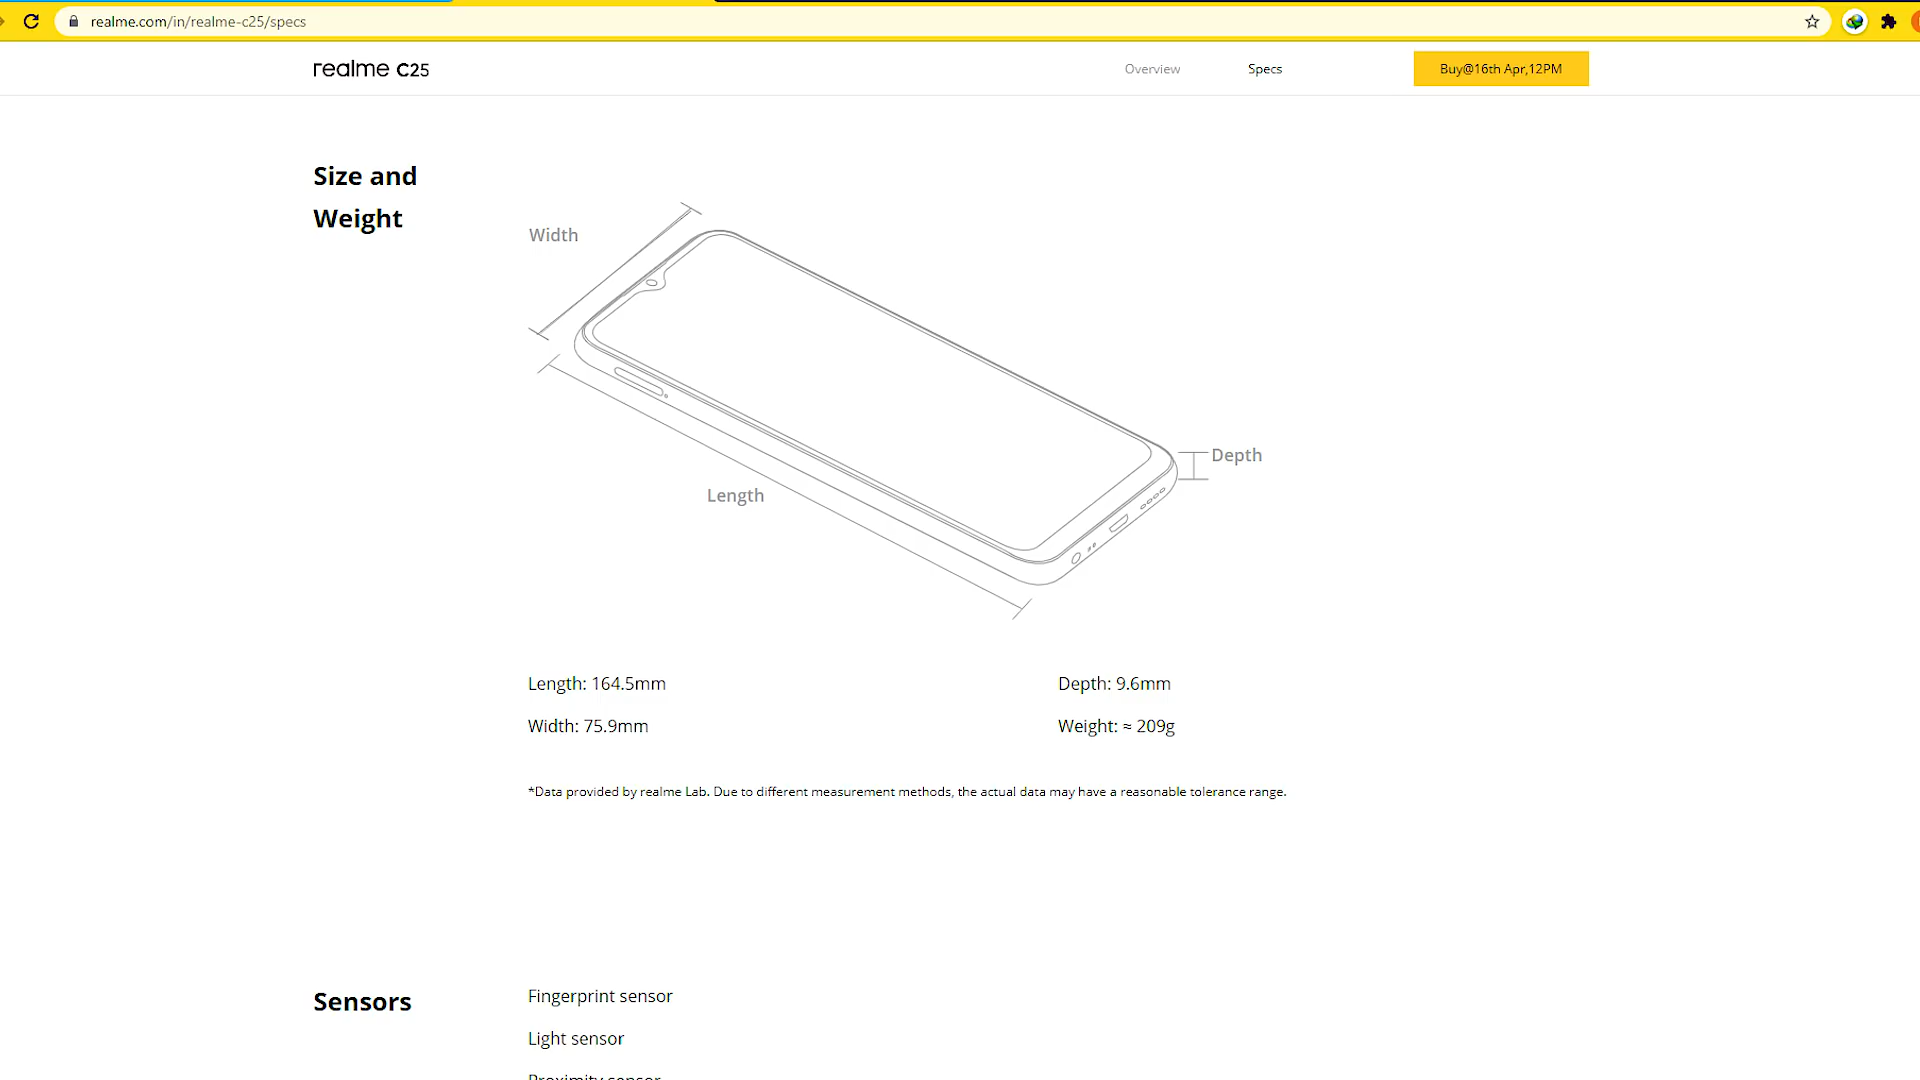 realme.com/in/realme-c25/specs
realme C25
Overview
Specs
Buy@16th Apr,12PM
Size and
Weight
Width
Depth
Length
Length: 164.5mm
Depth: 9.6mm
Width: 75.9mm
Weight: ≈ 209g
*Data provided by realme Lab. Due to different measurement methods, the actual data may have a reasonable tolerance range.
Sensors
Fingerprint sensor
Light sensor
Proximity sensor